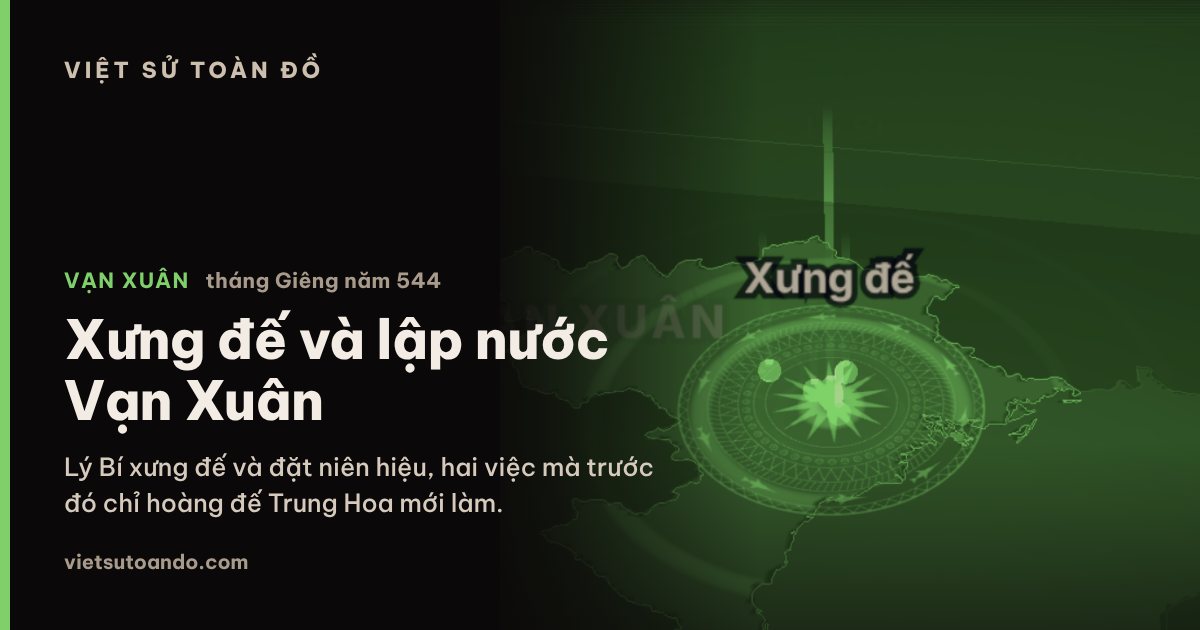 VIỆT SỬ TOÀN ĐỒ
VẠN XUÂN tháng Giêng năm 544
Xưng đế và lập nước
Vạn Xuân
Lý Bí xưng đế và đặt niên hiệu, hai việc mà trước
đó chỉ hoàng đế Trung Hoa mới làm.
vietsutoando.com
Xưng đế
XUÂN